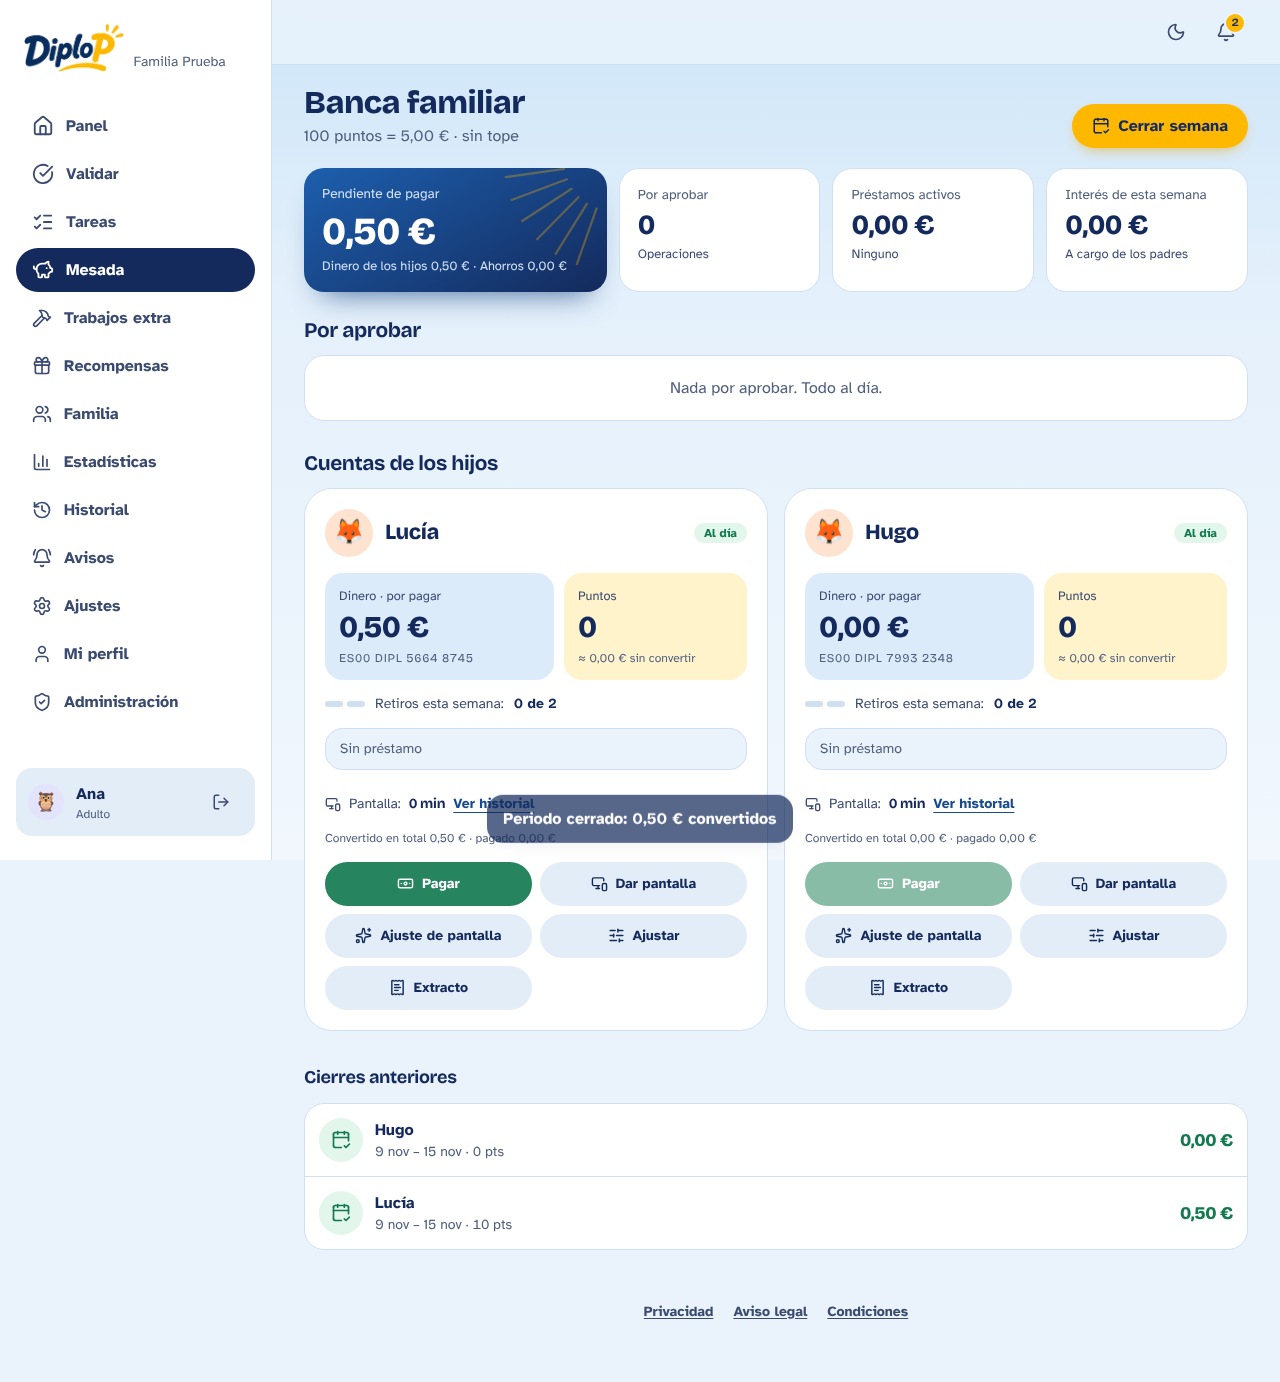 DiploP
Familia Prueba
Panel
Validar
Tareas
Mesada
Trabajos extra
Recompensas
Familia
Estadísticas
Historial
Avisos
Ajustes
Mi perfil
Administración
Ana
Adulto
2
Banca familiar
100 puntos = 5,00 € · sin tope
Cerrar semana
Pendiente de pagar
0,50 €
Dinero de los hijos 0,50 € · Ahorros 0,00 €
Por aprobar
0
Operaciones
Préstamos activos
0,00 €
Ninguno
Interés de esta semana
0,00 €
A cargo de los padres
Por aprobar
Nada por aprobar. Todo al día.
Cuentas de los hijos
Lucía
Al día
Dinero · por pagar
0,50 €
ES00 DIPL 5664 8745
Puntos
0
≈ 0,00 € sin convertir
Retiros esta semana: 0 de 2
Sin préstamo
Pantalla: 0 min Ver historial
Convertido en total 0,50 € · pagado 0,00 €
Pagar
Dar pantalla
Ajuste de pantalla
Ajustar
Extracto
Hugo
Al día
Dinero · por pagar
0,00 €
ES00 DIPL 7993 2348
Puntos
0
≈ 0,00 € sin convertir
Retiros esta semana: 0 de 2
Sin préstamo
Pantalla: 0 min Ver historial
Convertido en total 0,00 € · pagado 0,00 €
Pagar
Dar pantalla
Ajuste de pantalla
Ajustar
Extracto
Periodo cerrado: 0,50 € convertidos
Cierres anteriores
Hugo
9 nov – 15 nov · 0 pts
0,00 €
Lucía
9 nov – 15 nov · 10 pts
0,50 €
Privacidad
Aviso legal
Condiciones